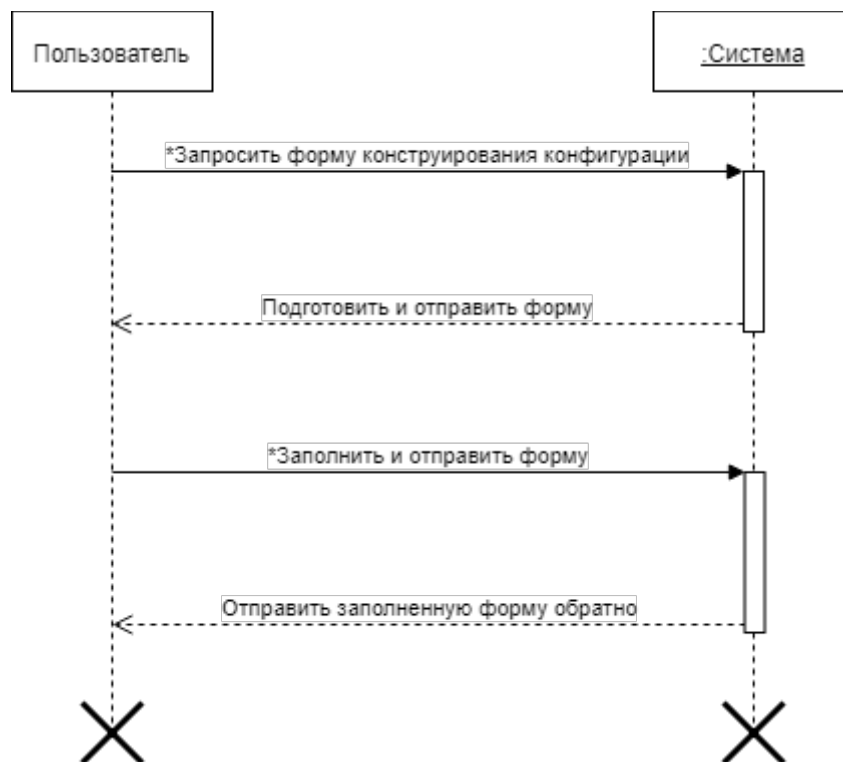 Пользователь
:Система
*Запросить форму конструирования конфигурации
Подготовить и отправить форму
*Заполнить и отправить форму
Отправить заполненную форму обратно